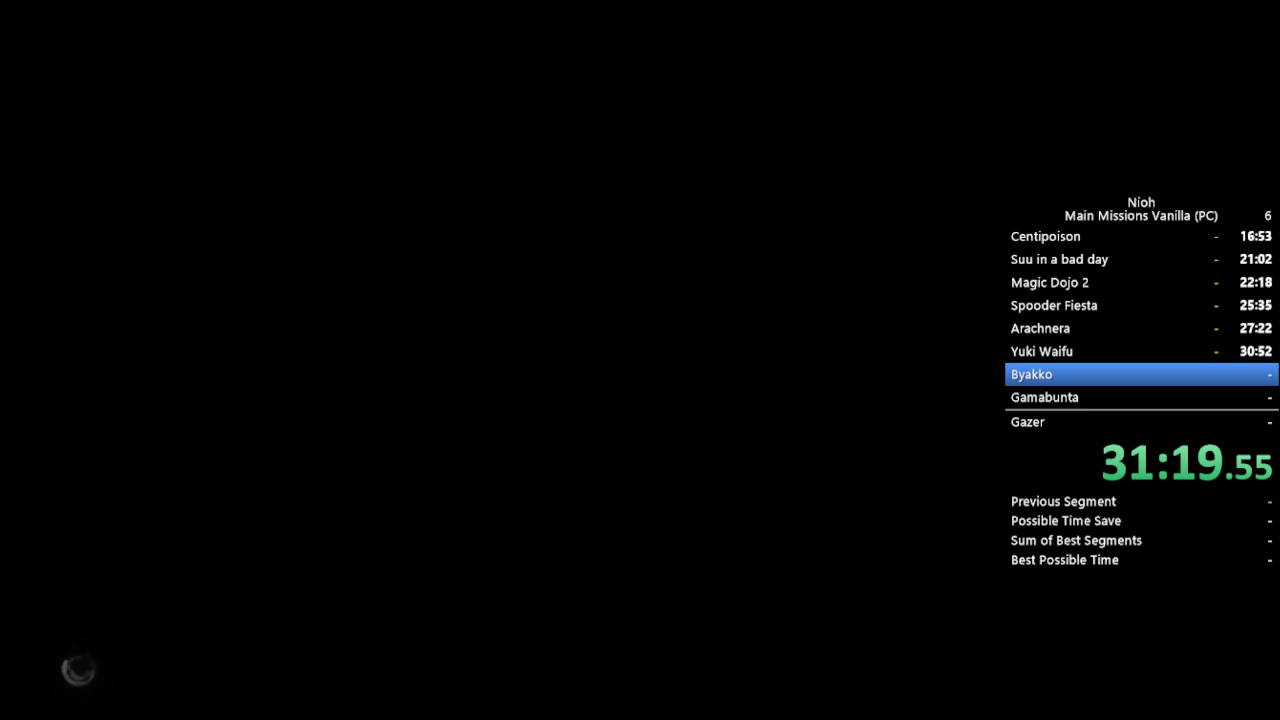 Nioh
Main Missions Vanilla (PC) 6
Centipoison - 16:53
Suu in a bad day - 21:02
Magic Dojo 2 - 22:18
Spooder Fiesta - 25:35
Arachnera - 27:22
Yuki Waifu - 30:52
Byakko -
Gamabunta -
Gazer -
31:19.55
Previous Segment -
Possible Time Save -
Sum of Best Segments -
Best Possible Time -